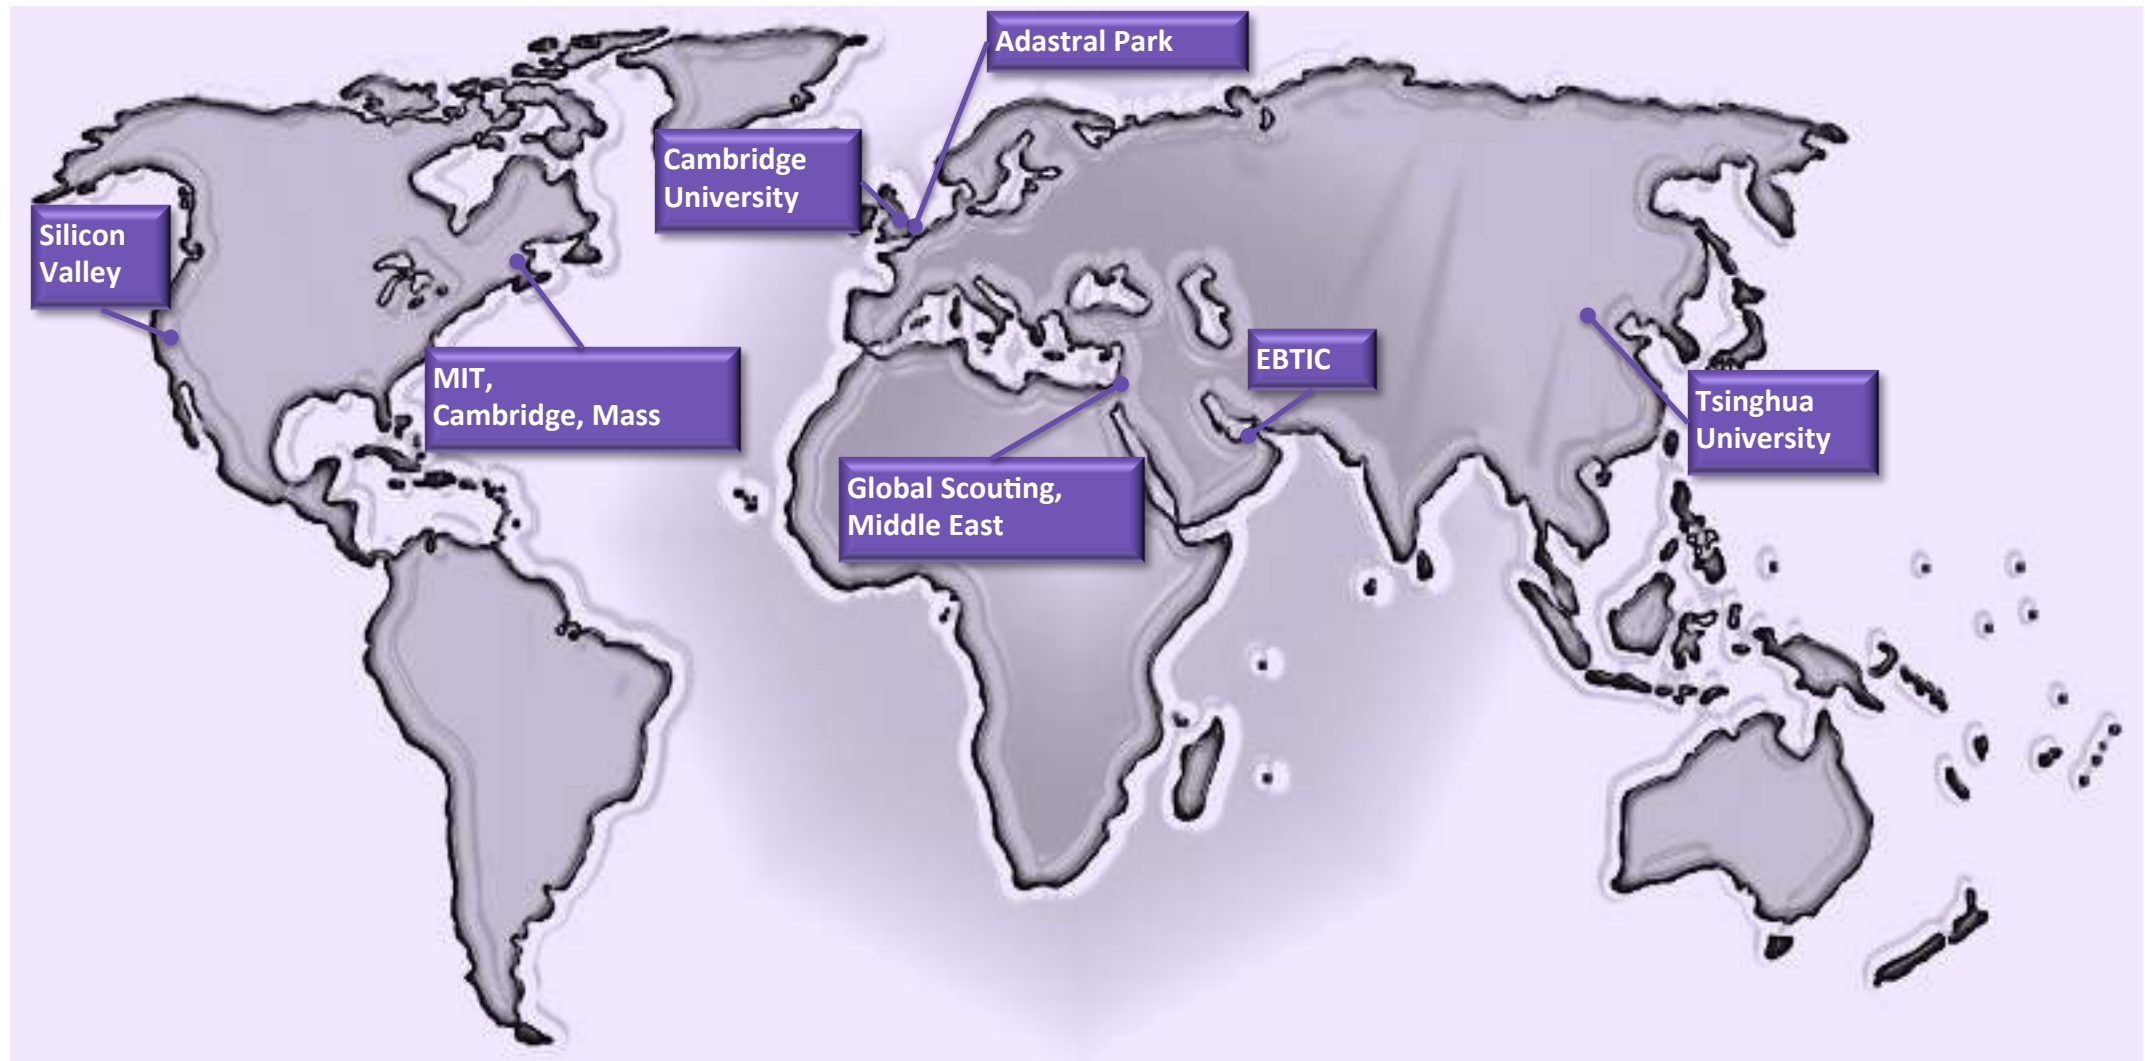 Adastral Park
Cambridge
University
Silicon
Valley
MIT,
Cambridge, Mass
EBTIC
Tsinghua
University
Global Scouting,
Middle East